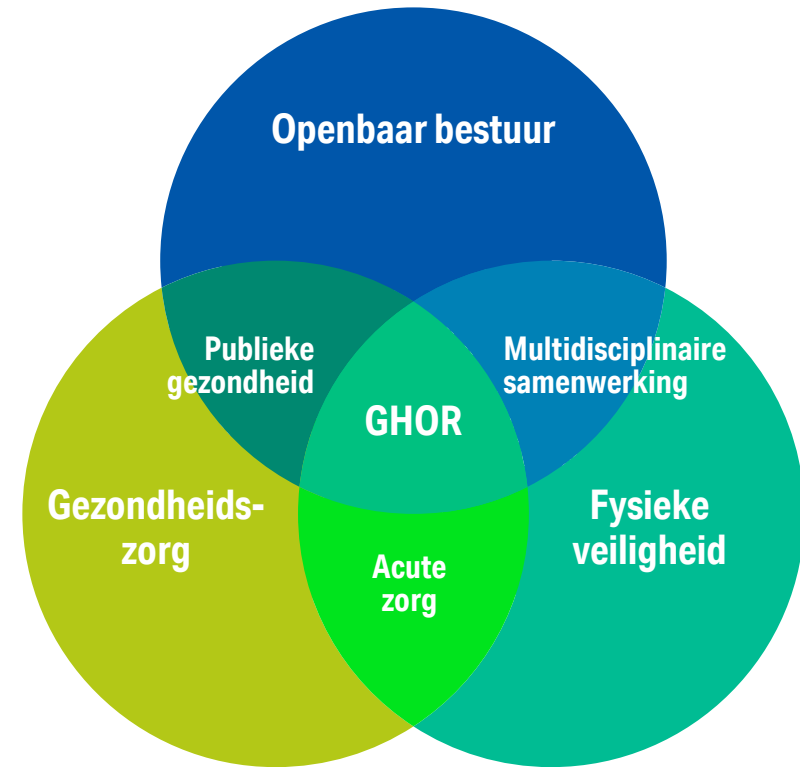 Openbaar bestuur
Publieke
gezondheid
Multidisciplinaire
samenwerking
GHOR
Gezondheids-
zorg
Fysieke
veiligheid
Acute
zorg